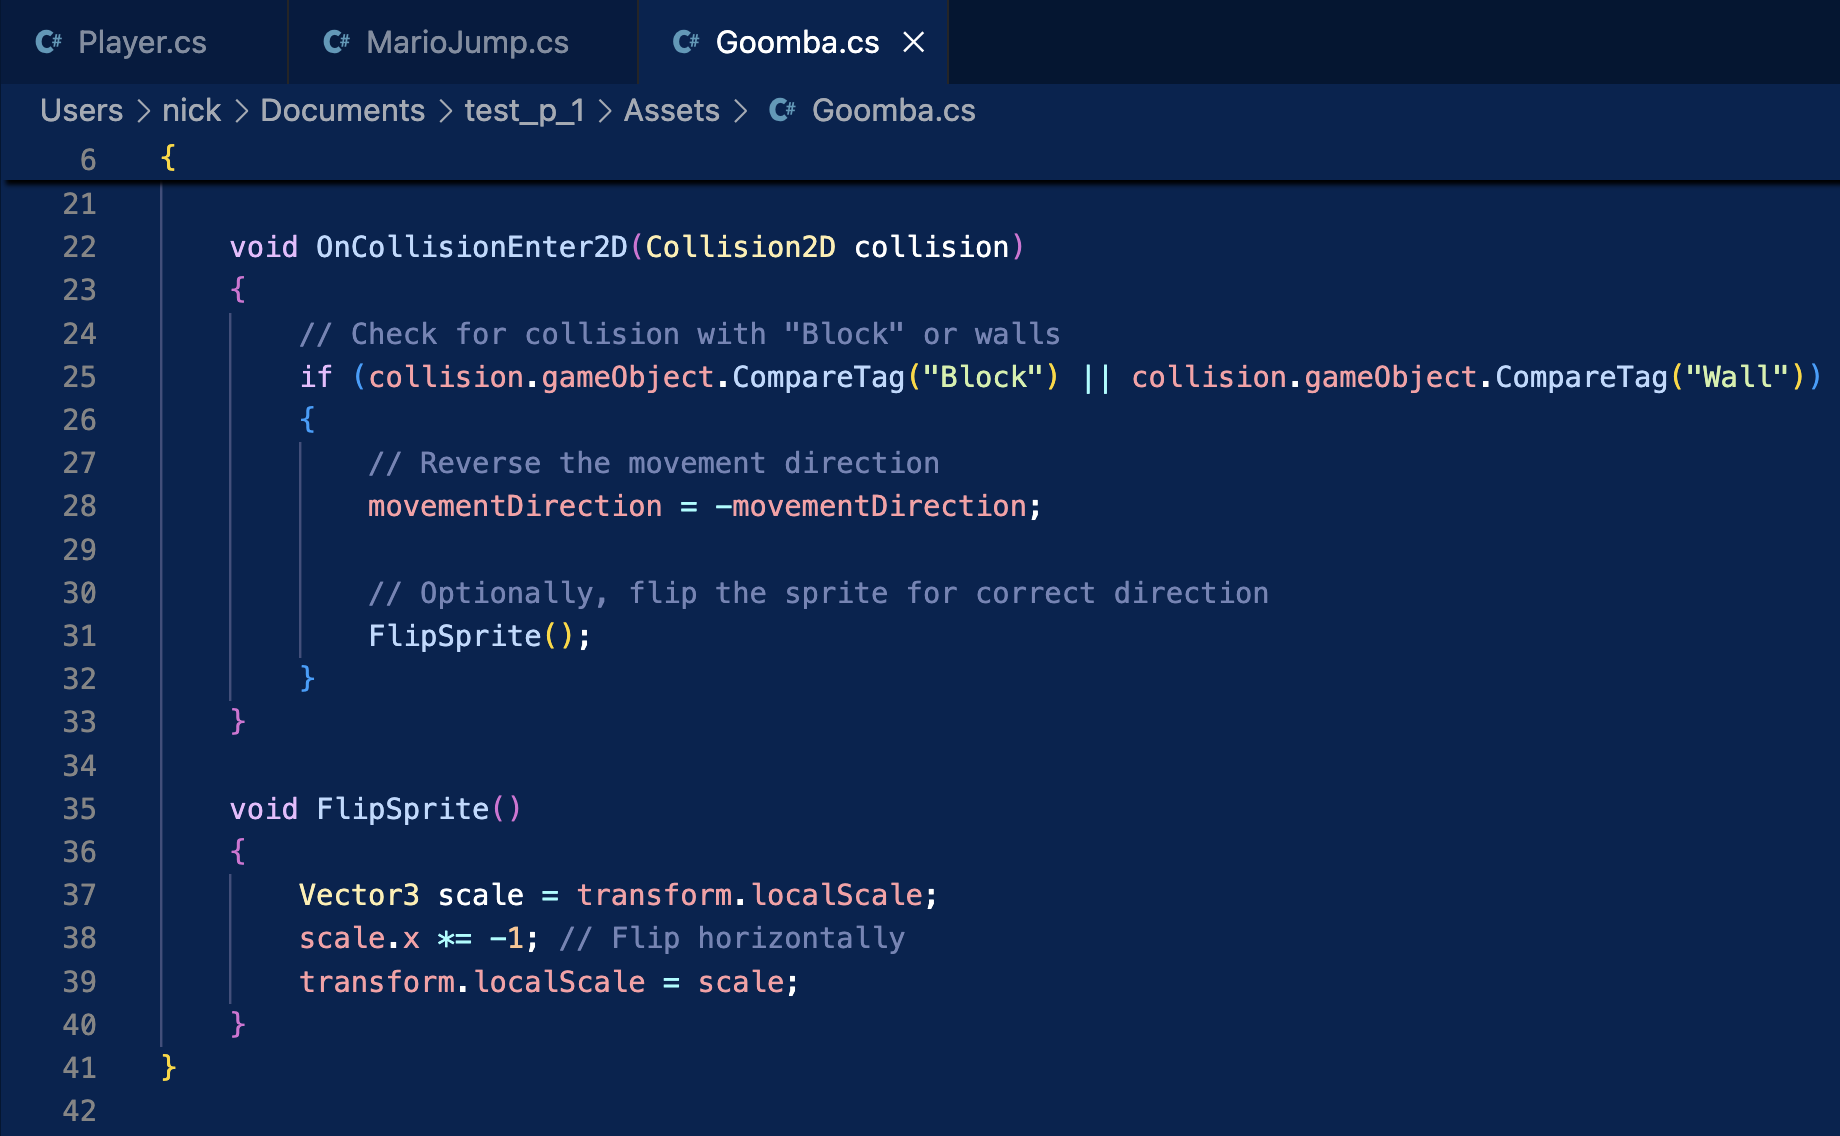 C# Player.cs C# MarioJump.cs C# Goomba.cs
Users > nick > Documents > test_p_1 > Assets > C# Goomba.cs
6 {
21
22 void OnCollisionEnter2D(Collision2D collision)
23 {
24 // Check for collision with "Block" or walls
25 if (collision.gameObject.CompareTag("Block") || collision.gameObject.CompareTag("Wall"))
26 {
27 // Reverse the movement direction
28 movementDirection = -movementDirection;
29
30 // Optionally, flip the sprite for correct direction
31 FlipSprite();
32 }
33 }
34
35 void FlipSprite()
36 {
37 Vector3 scale = transform.localScale;
38 scale.x *= -1; // Flip horizontally
39 transform.localScale = scale;
40 }
41 }
42